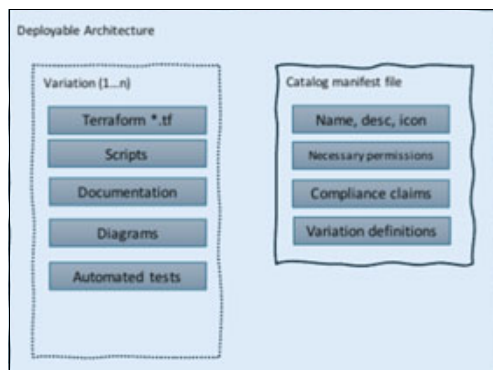 Deployable Architecture
Variation (1...n)
Terraform *.tf
Scripts
Documentation
Diagrams
Automated tests
Catalog manifest file
Name, desc, icon
Necessary permissions
Compliance claims
Variation definitions